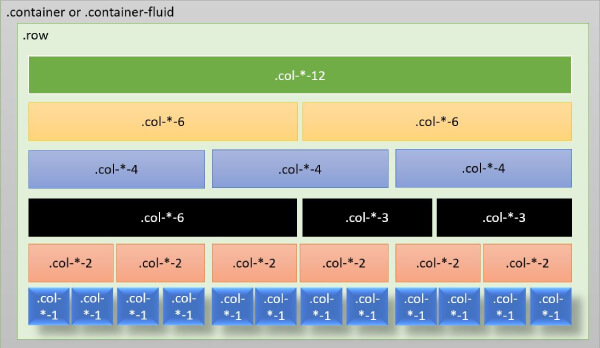 .container or .container-fluid
.row
.col-*-12
.col-*-6 .col-*-6
.col-*-4 .col-*-4 .col-*-4
.col-*-6 .col-*-3 .col-*-3
.col-*-2 .col-*-2 .col-*-2 .col-*-2 .col-*-2 .col-*-2
.col- .col- .col- .col- .col- .col- .col- .col- .col- .col- .col- .col-
*-1 *-1 *-1 *-1 *-1 *-1 *-1 *-1 *-1 *-1 *-1 *-1